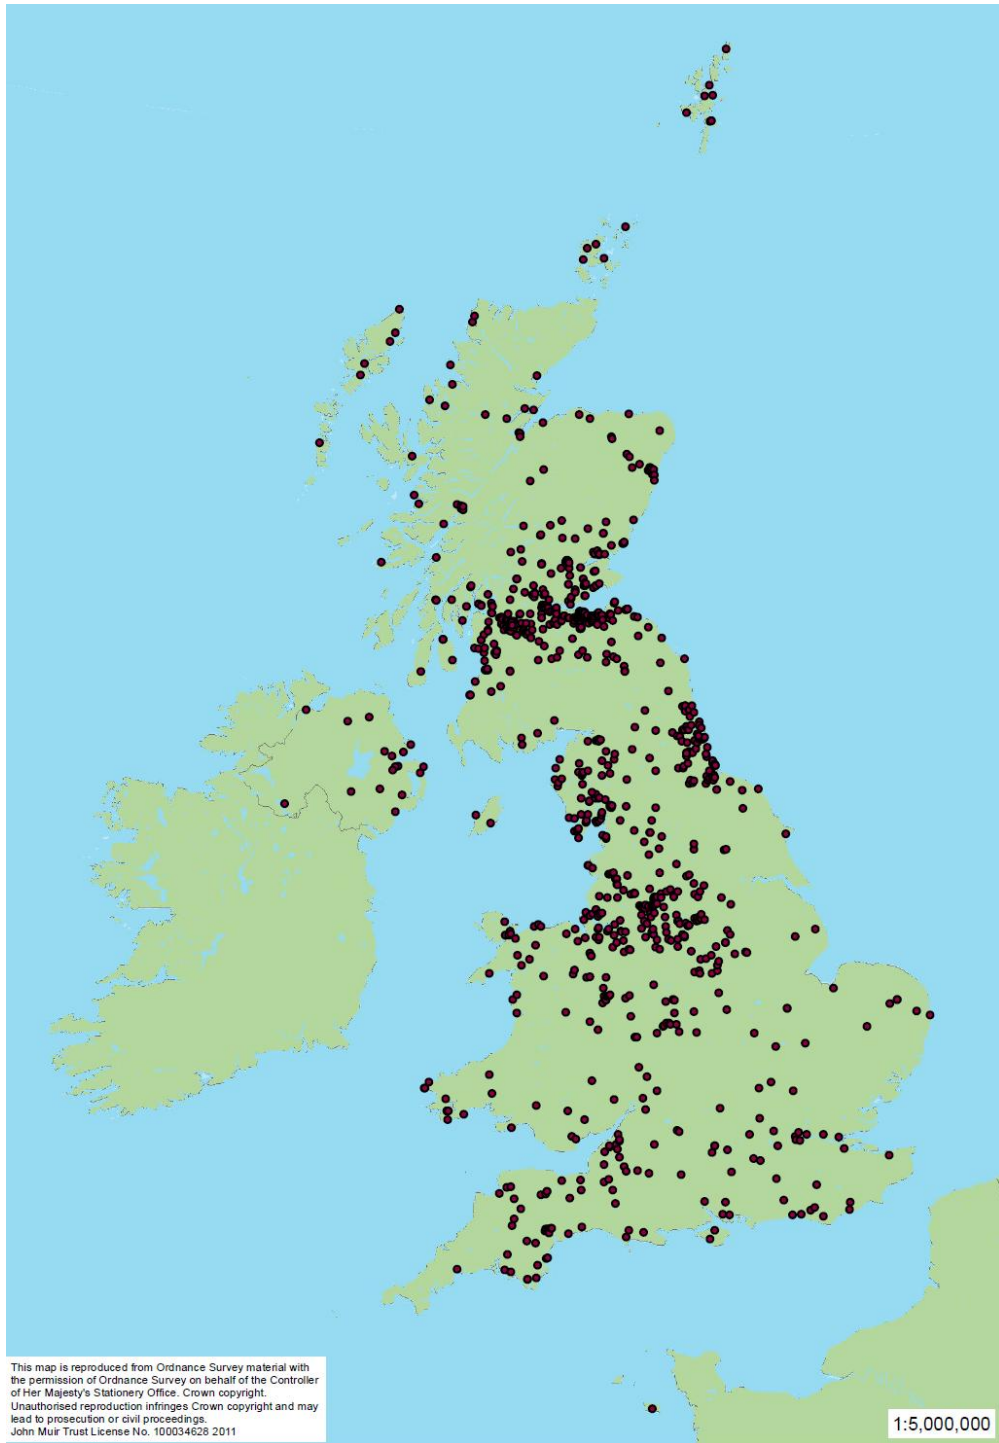 This map is reproduced from Ordnance Survey material with
the permission of Ordnance Survey on behalf of the Controller
of Her Majesty's Stationery Office. Crown copyright.
Unauthorised reproduction infringes Crown copyright and may
lead to prosecution or civil proceedings.
John Muir Trust License No. 100034628 2011
1:5,000,000